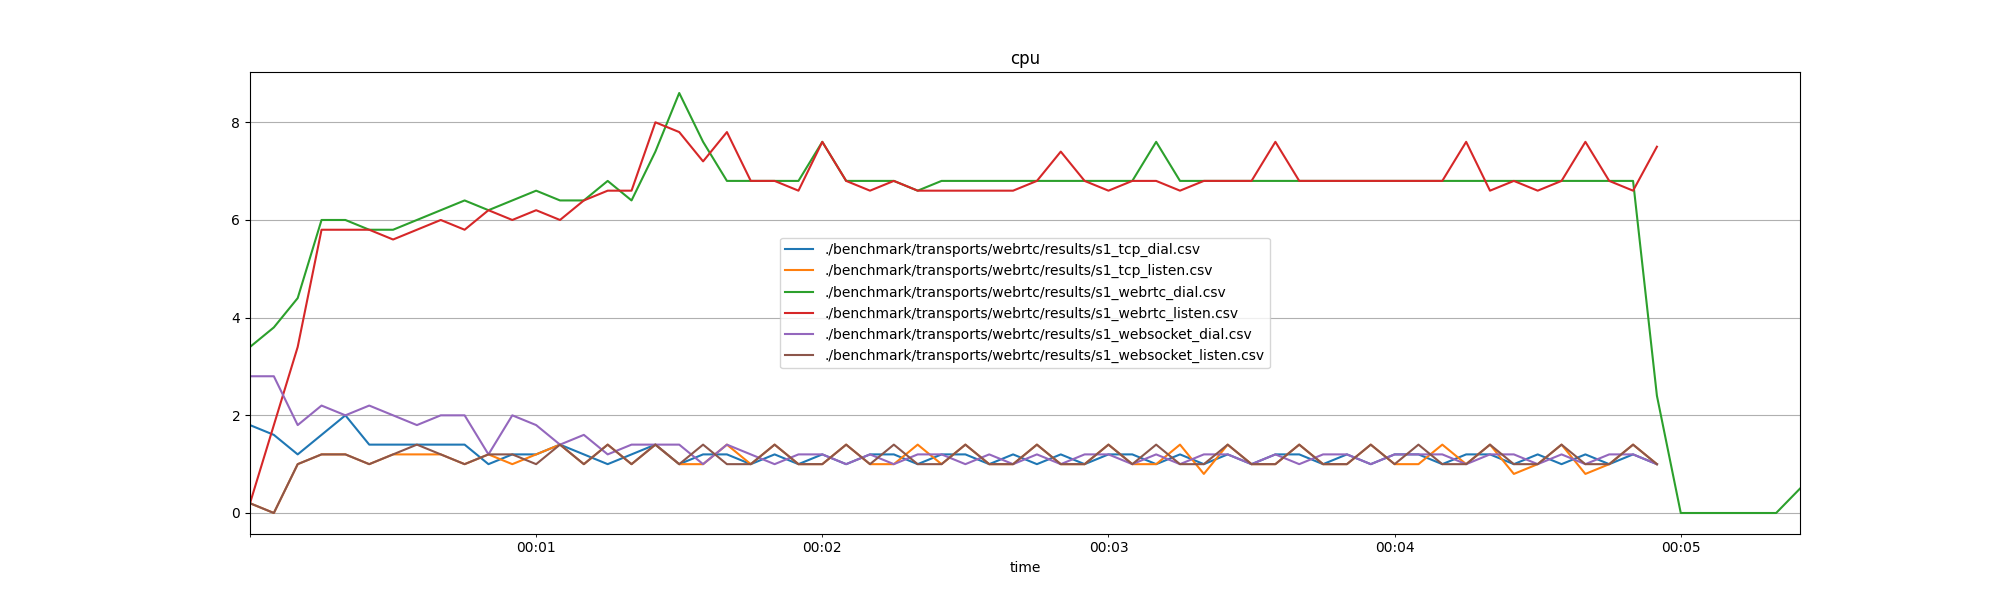 cpu
8
6
4
2
0
./benchmark/transports/webrtc/results/s1_tcp_dial.csv
./benchmark/transports/webrtc/results/s1_tcp_listen.csv
./benchmark/transports/webrtc/results/s1_webrtc_dial.csv
./benchmark/transports/webrtc/results/s1_webrtc_listen.csv
./benchmark/transports/webrtc/results/s1_websocket_dial.csv
./benchmark/transports/webrtc/results/s1_websocket_listen.csv
00:01 00:02 00:03 00:04 00:05
time